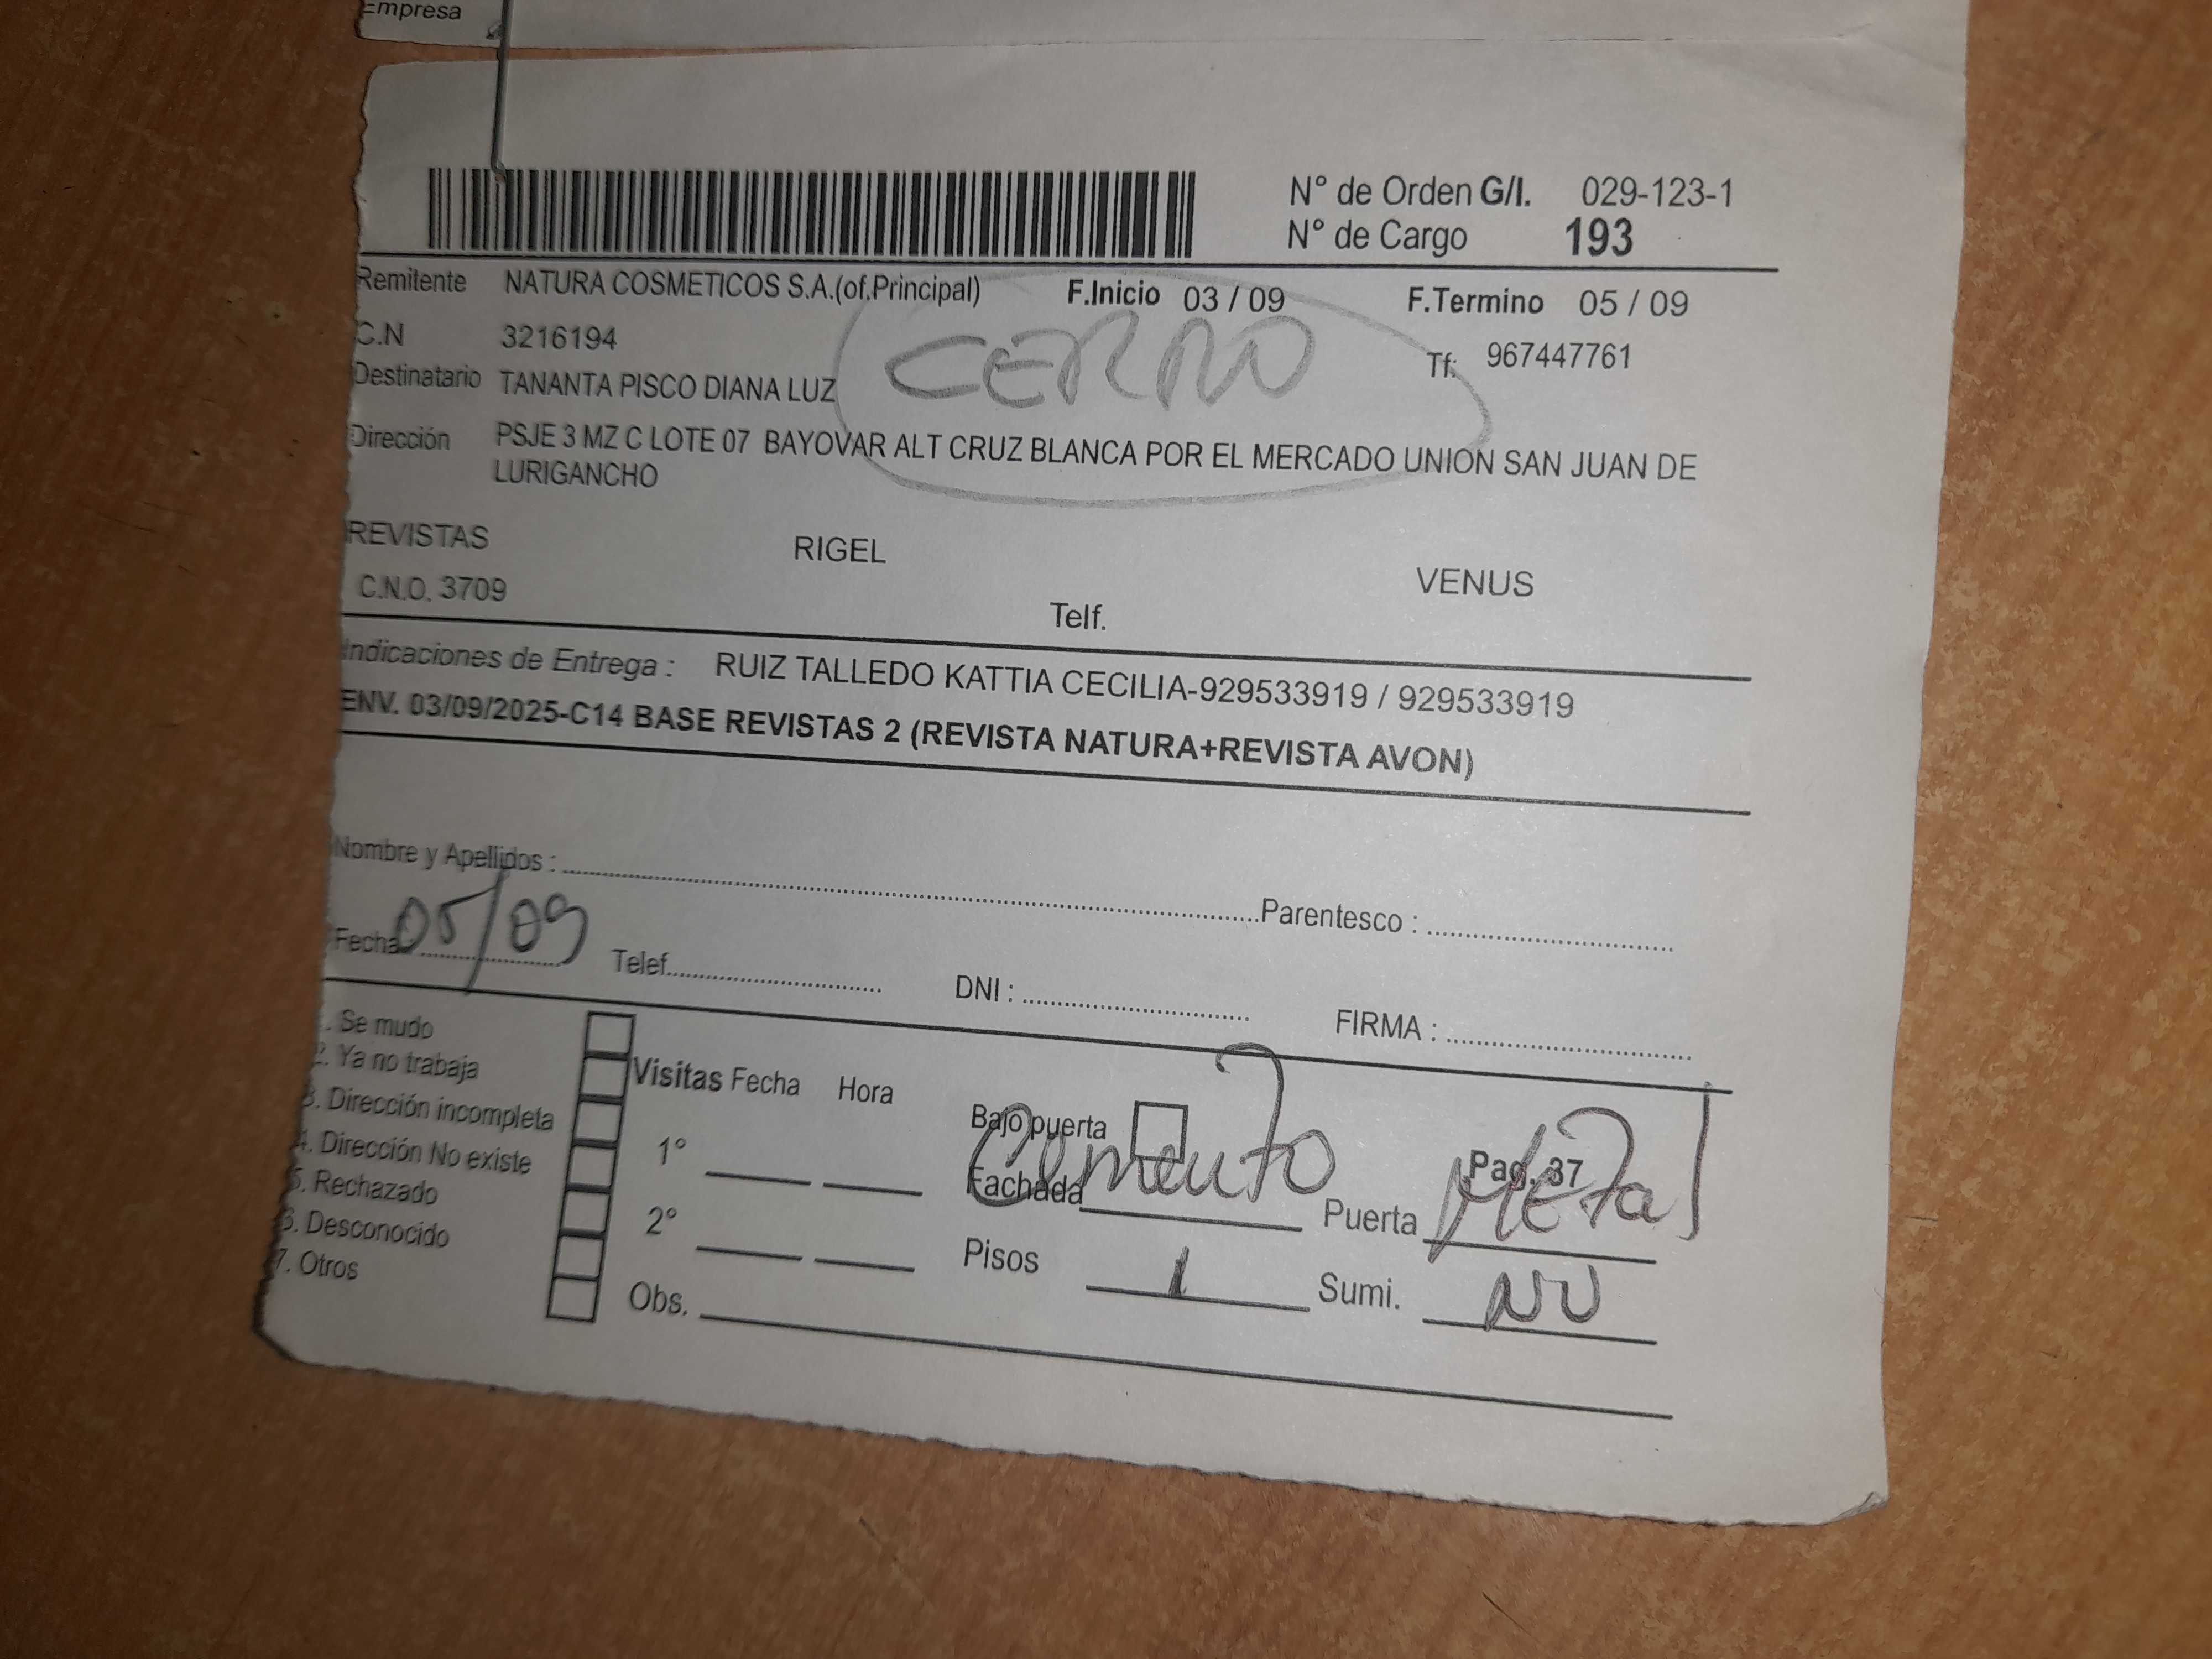 Empresa
N° de Orden G/I. 029-123-1
N° de Cargo 193
Remitente NATURA COSMETICOS S.A.(of.Principal) F.Inicio 03 / 09 F.Termino 05 / 09
C.N 3216194 CERRO Tf: 967447761
Destinatario TANANTA PISCO DIANA LUZ
Dirección PSJE 3 MZ C LOTE 07 BAYOVAR ALT CRUZ BLANCA POR EL MERCADO UNION SAN JUAN DE
LURIGANCHO
REVISTAS RIGEL VENUS
C.N.O. 3709 Telf.
Indicaciones de Entrega : RUIZ TALLEDO KATTIA CECILIA-929533919 / 929533919
ENV. 03/09/2025-C14 BASE REVISTAS 2 (REVISTA NATURA+REVISTA AVON)
Nombre y Apellidos : Parentesco :
Fecha 05/09 Telef. DNI : FIRMA :
1. Se mudo
2. Ya no trabaja Visitas Fecha Hora
3. Dirección incompleta Bajo puerta
4. Dirección No existe 1° Fachada Cemento Pag. 37
5. Rechazado Puerta Metal
6. Desconocido 2° Pisos 1
7. Otros Obs. Sumi. NO